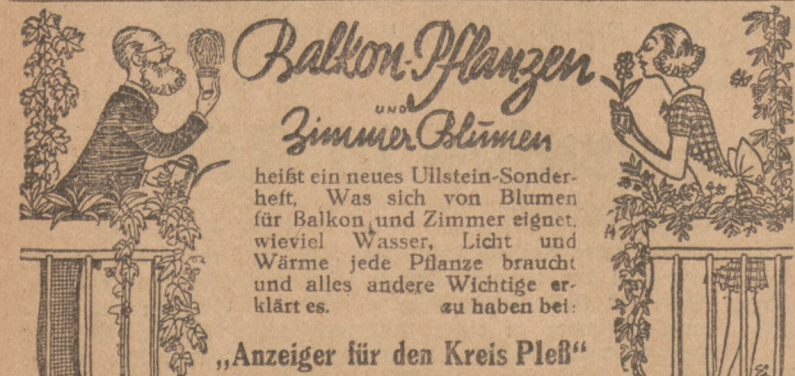 Balkon-Pflanzen
UND
Zimmer Blumen
heißt ein neues Ullstein-Sonder-
heft, Was sich von Blumen
für Balkon und Zimmer eignet,
wieviel Wasser, Licht und
Wärme jede Pflanze braucht
und alles andere Wichtige er-
klärt es. zu haben bei:
„Anzeiger für den Kreis Pleß“